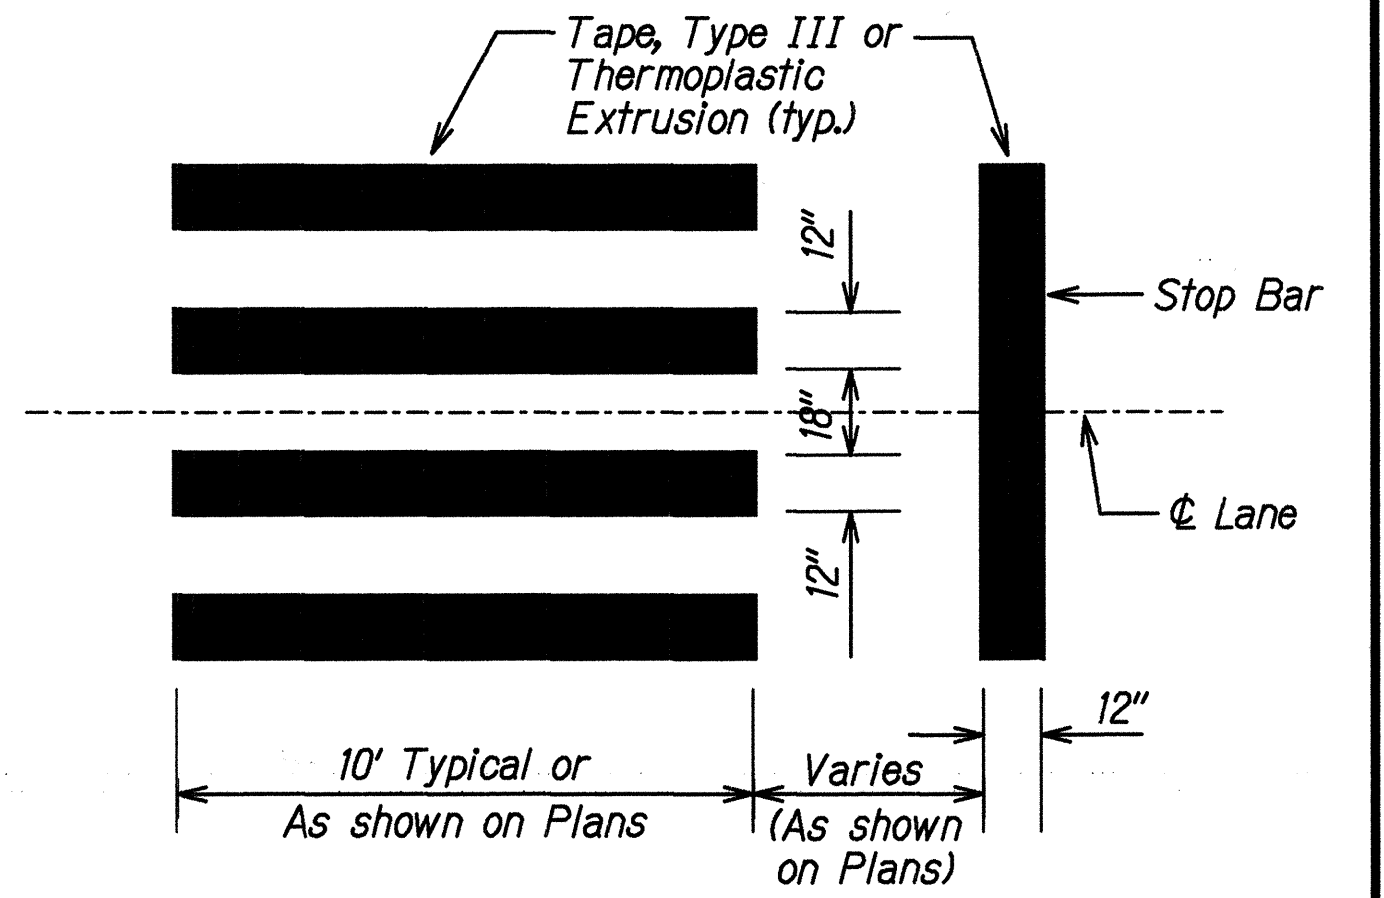 Tape, Type III or
Thermoplastic
Extrusion (typ.)
12"
Stop Bar
18"
℄ Lane
12"
12"
10' Typical or
As shown on Plans
Varies
(As shown
on Plans)